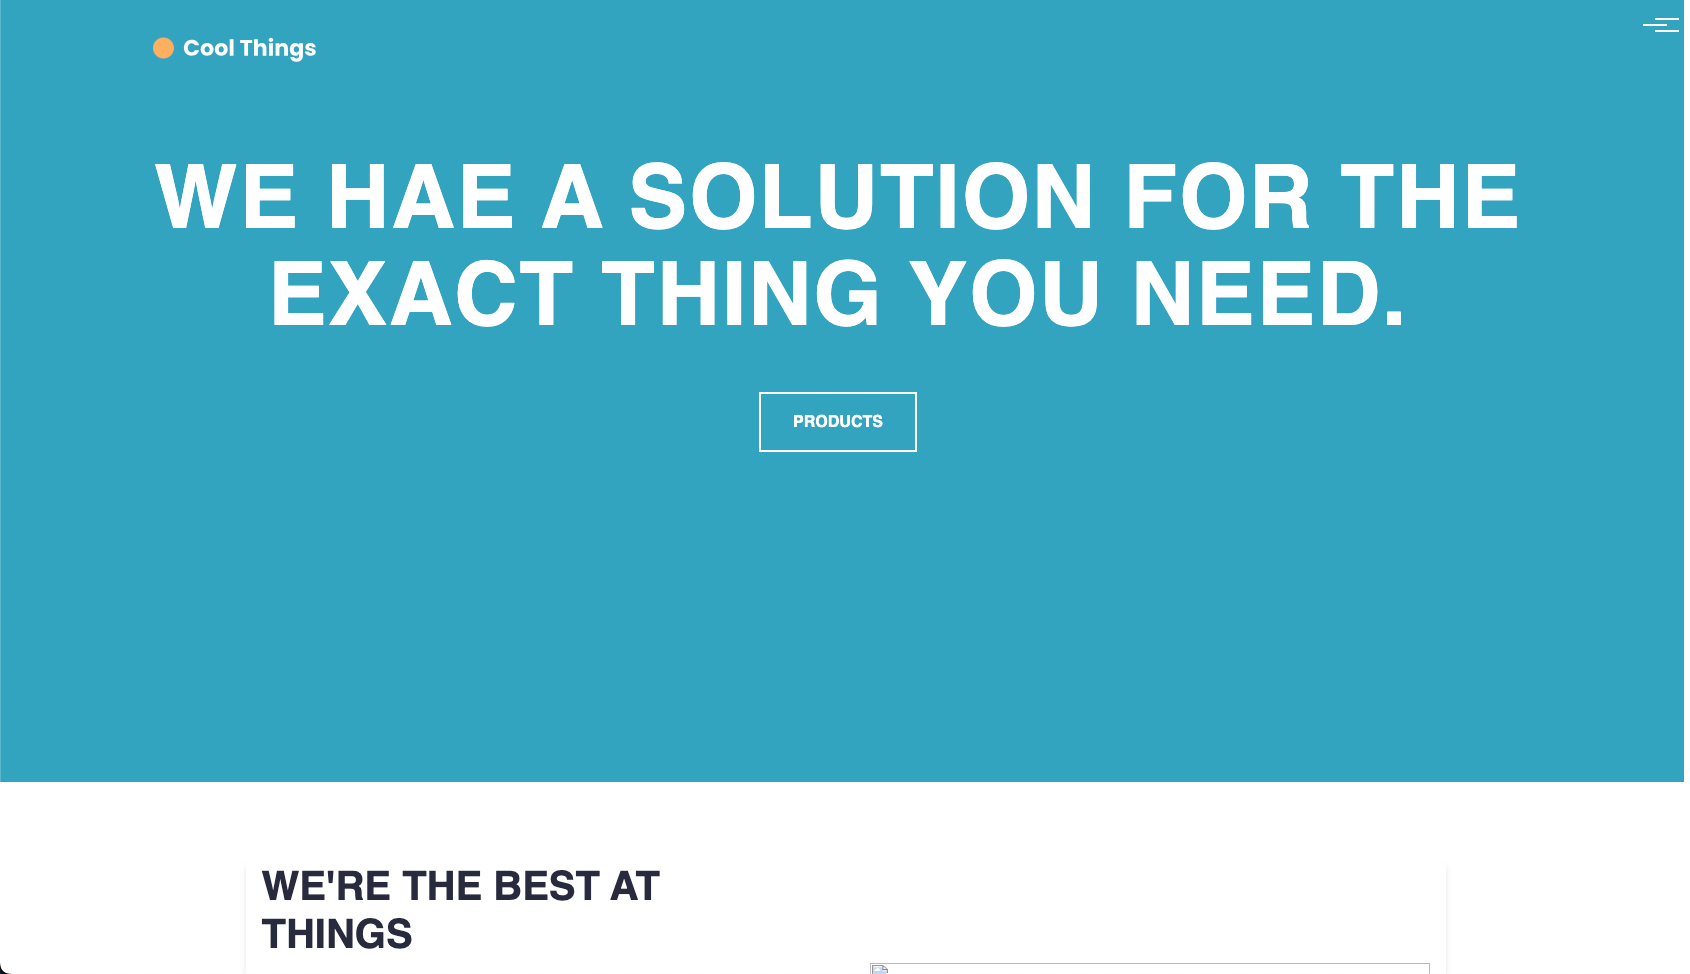 Cool Things
WE HAE A SOLUTION FOR THE
EXACT THING YOU NEED.
PRODUCTS
WE'RE THE BEST AT
THINGS